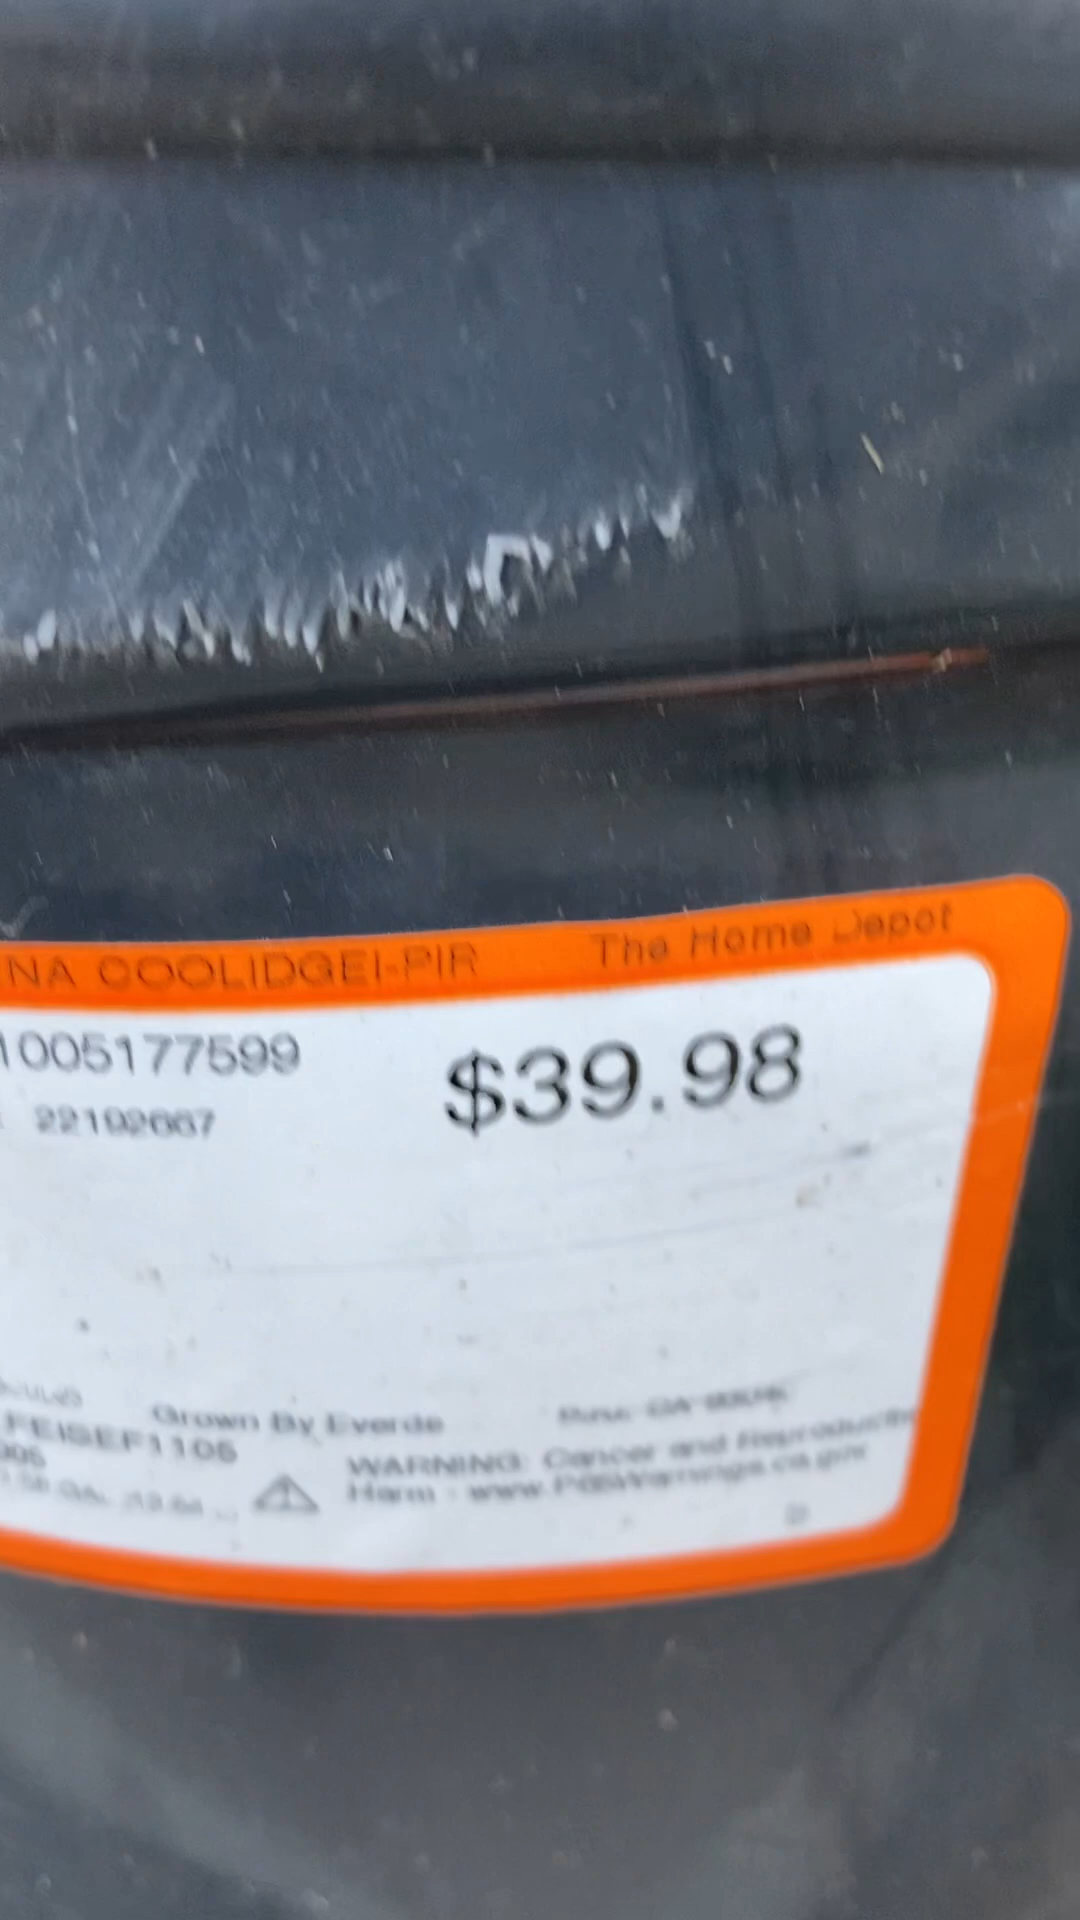 NA COOLIDGEI-PIR The Home Depot
1005177599 $39.98
22192667
Grown By Everde
FEISEF1105
WARNING: Cancer and Reproductive
Harm - www.P65Warnings.ca.gov